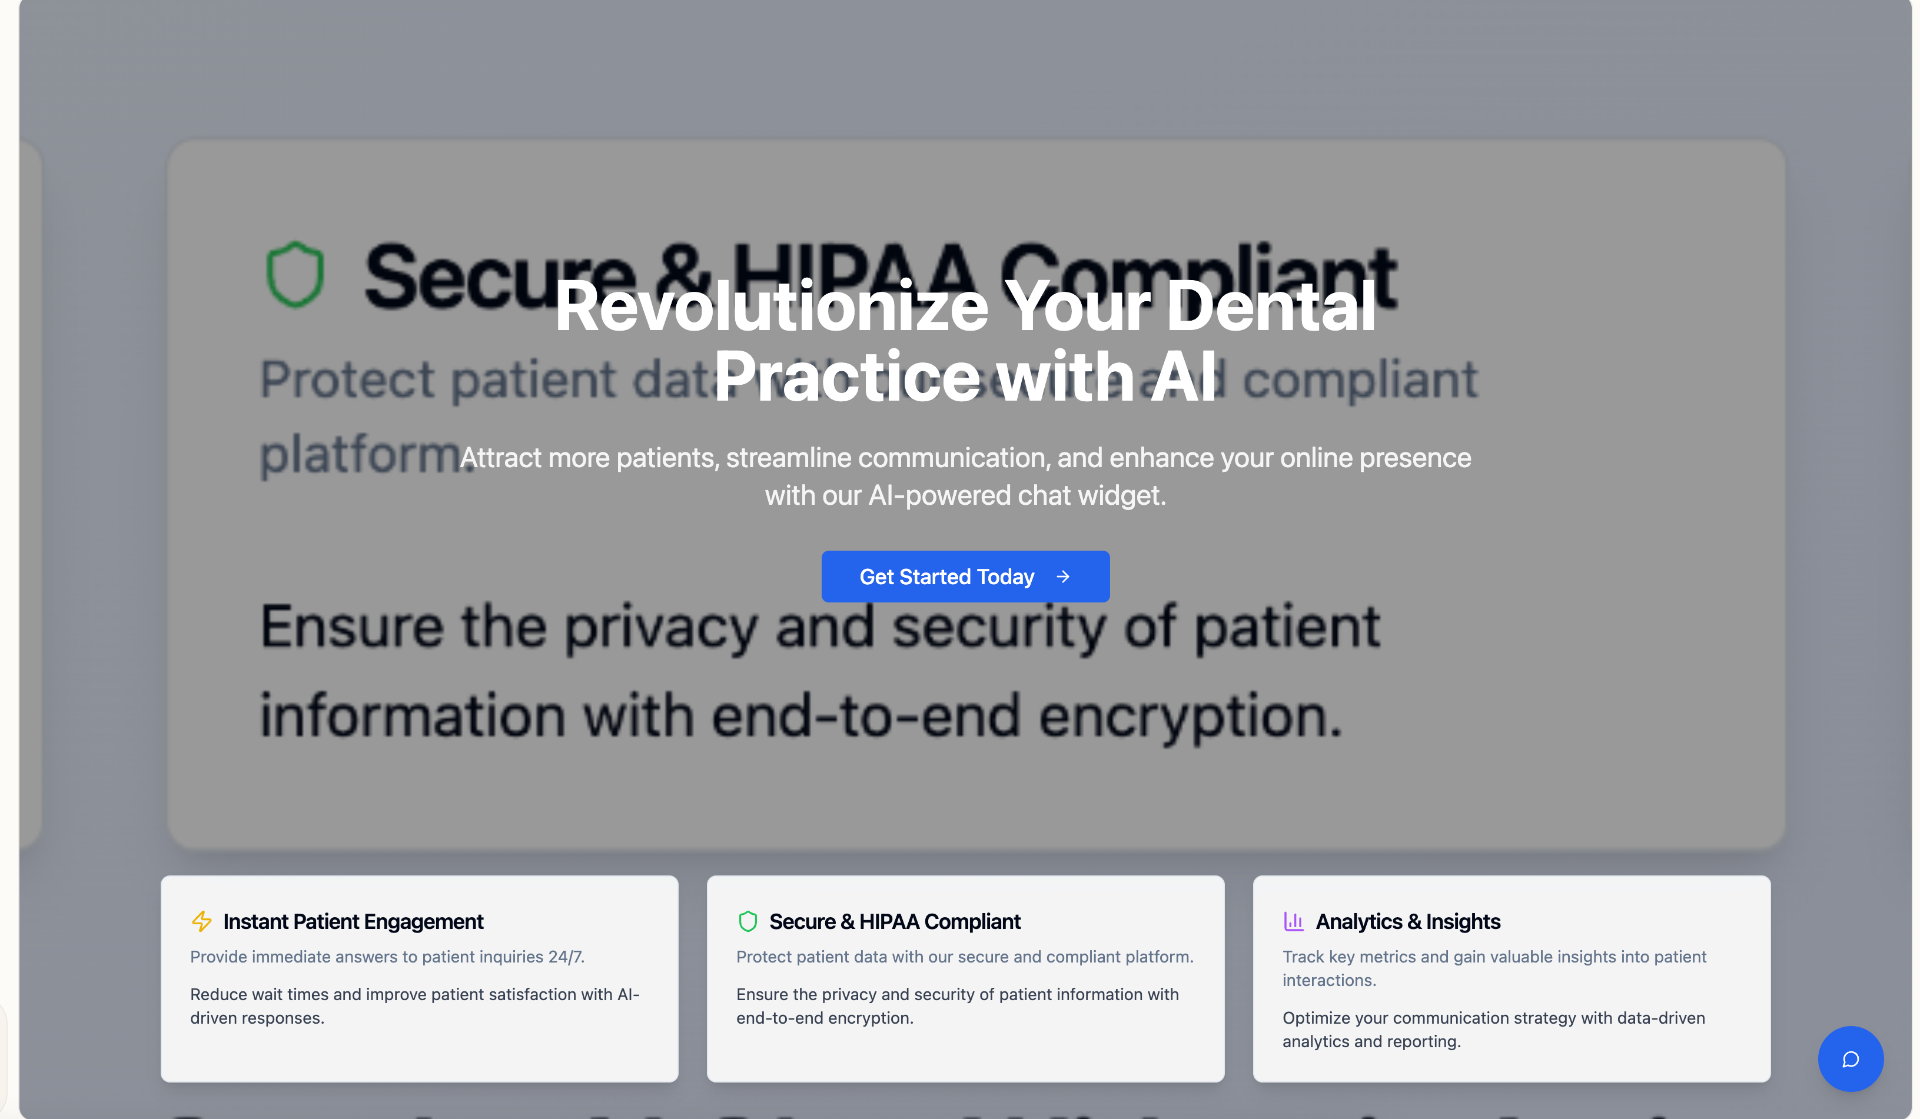 Secure & HIPAA Compliant
Revolutionize Your Dental
Practice with AI
Protect patient data with our secure and compliant
platform.
Attract more patients, streamline communication, and enhance your online presence
with our AI-powered chat widget.
Get Started Today
Ensure the privacy and security of patient
information with end-to-end encryption.
Instant Patient Engagement
Provide immediate answers to patient inquiries 24/7.
Reduce wait times and improve patient satisfaction with AI-
driven responses.
Secure & HIPAA Compliant
Protect patient data with our secure and compliant platform.
Ensure the privacy and security of patient information with
end-to-end encryption.
Analytics & Insights
Track key metrics and gain valuable insights into patient
interactions.
Optimize your communication strategy with data-driven
analytics and reporting.